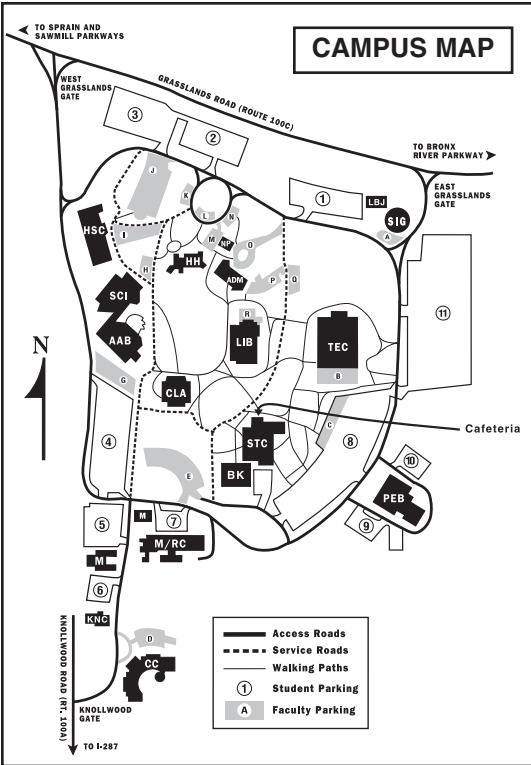 TO SPRAIN AND
SAWMILL PARKWAYS
CAMPUS MAP
WEST
GRASSLANDS
GATE
GRASSLANDS ROAD (ROUTE 100C)
3
2
TO BRONX
RIVER PARKWAY
EAST
GRASSLANDS
GATE
J
K
L
N
1
LBJ
SIG
A
HSC
I
M
NP
O
H
HH
ADM
P
Q
SCI
11
R
AAB
LIB
TEC
N
G
B
CLA
Cafeteria
4
C
8
STC
E
BK
10
PEB
5
M
7
9
M/RC
M
6
KNC
D
CC
KNOLLWOOD ROAD (RT. 100A)
KNOLLWOOD
GATE
TO I-287
Access Roads
Service Roads
Walking Paths
1 Student Parking
A Faculty Parking